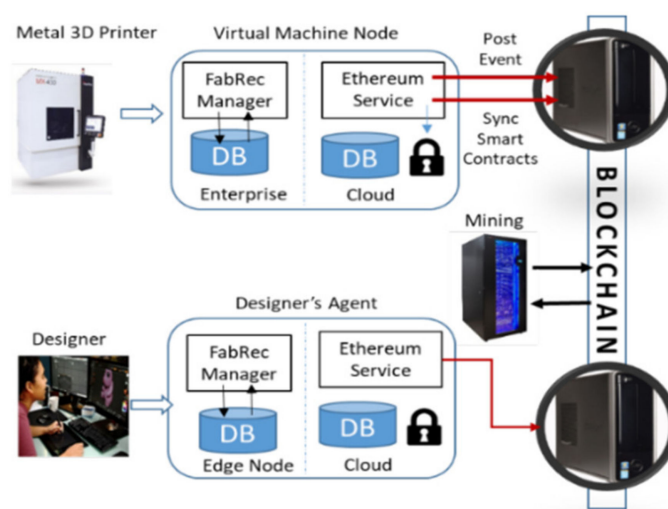 Metal 3D Printer
Virtual Machine Node
FabRec
Manager
DB
Enterprise
Ethereum
Service
DB
Cloud
Post
Event
Sync
Smart
Contracts
Mining
BLOCKCHAIN
Designer
Designer's Agent
FabRec
Manager
DB
Edge Node
Ethereum
Service
DB
Cloud